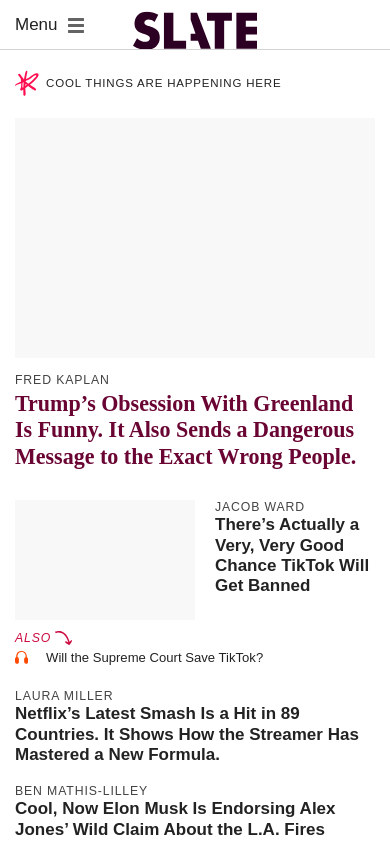 Menu
SLATE
COOL THINGS ARE HAPPENING HERE
FRED KAPLAN
Trump’s Obsession With Greenland
Is Funny. It Also Sends a Dangerous
Message to the Exact Wrong People.
JACOB WARD
There’s Actually a
Very, Very Good
Chance TikTok Will
Get Banned
ALSO
Will the Supreme Court Save TikTok?
LAURA MILLER
Netflix’s Latest Smash Is a Hit in 89
Countries. It Shows How the Streamer Has
Mastered a New Formula.
BEN MATHIS-LILLEY
Cool, Now Elon Musk Is Endorsing Alex
Jones’ Wild Claim About the L.A. Fires